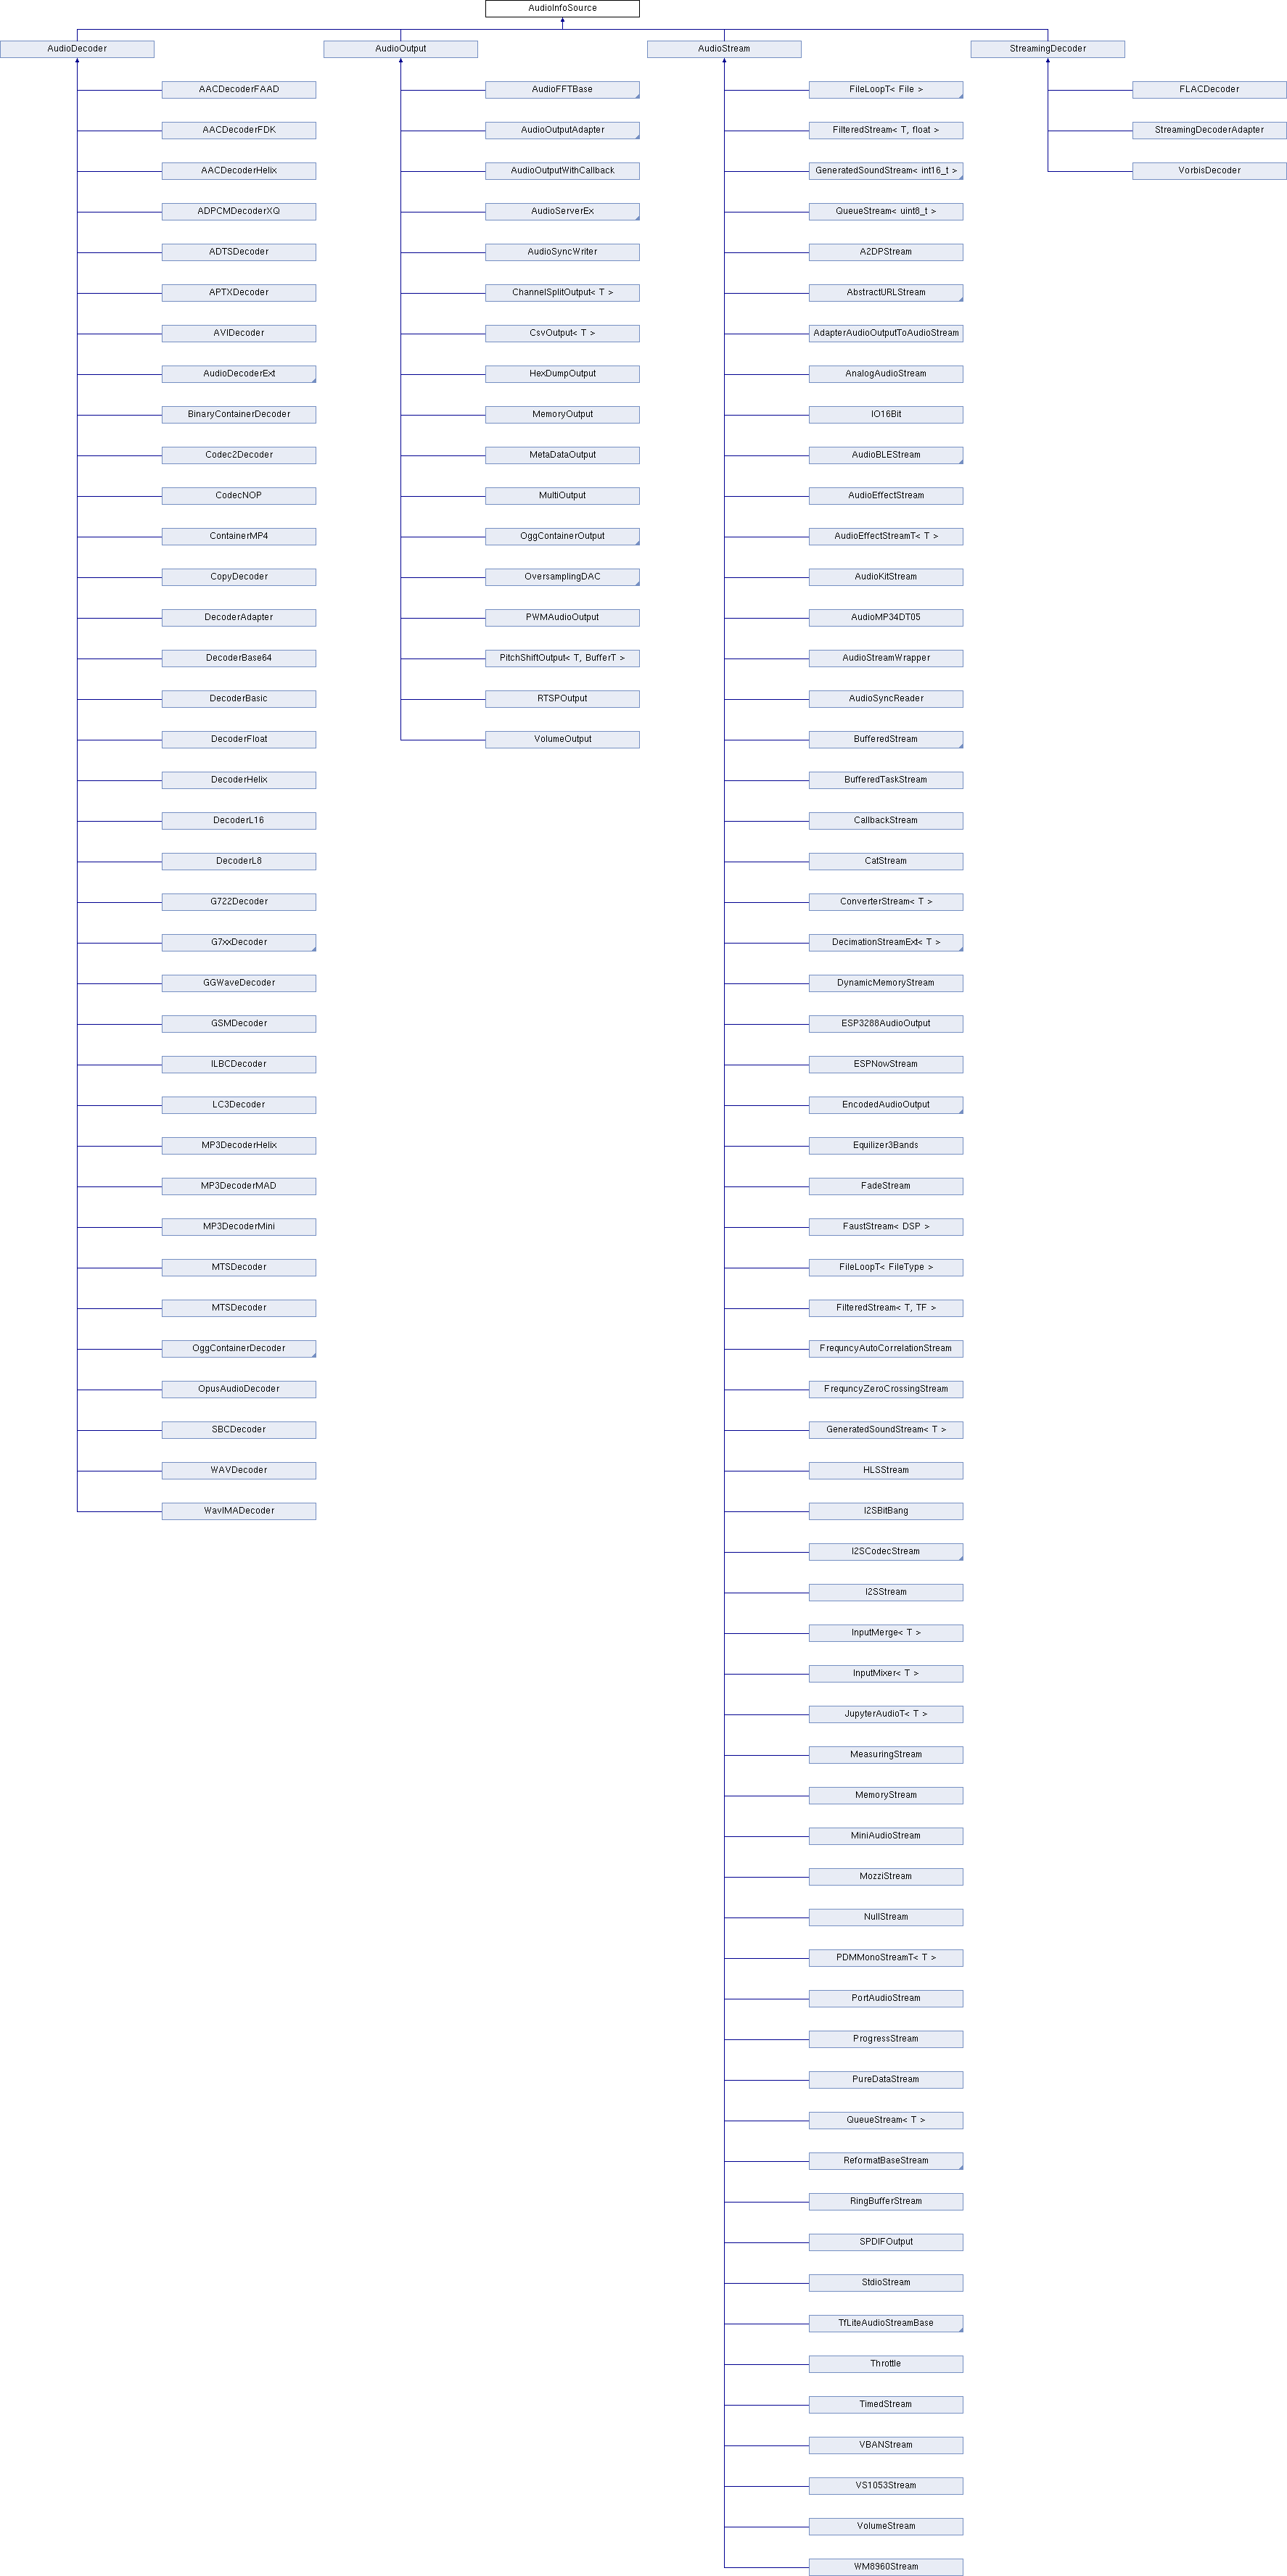 AudioInfoSource
AudioDecoder
AudioOutput
AudioStream
StreamingDecoder
AACDecoderFAAD
AACDecoderFDK
AACDecoderHelix
ADPCMDecoderXQ
ADTSDecoder
APTXDecoder
AVIDecoder
AudioDecoderExt
BinaryContainerDecoder
Codec2Decoder
CodecNOP
ContainerMP4
CopyDecoder
DecoderAdapter
DecoderBase64
DecoderBasic
DecoderFloat
DecoderHelix
DecoderL16
DecoderL8
G722Decoder
G7xxDecoder
GGWaveDecoder
GSMDecoder
ILBCDecoder
LC3Decoder
MP3DecoderHelix
MP3DecoderMAD
MP3DecoderMini
MTSDecoder
MTSDecoder
OggContainerDecoder
OpusAudioDecoder
SBCDecoder
WAVDecoder
WavIMADecoder
AudioFFTBase
AudioOutputAdapter
AudioOutputWithCallback
AudioServerEx
AudioSyncWriter
ChannelSplitOutput< T >
CsvOutput< T >
HexDumpOutput
MemoryOutput
MetaDataOutput
MultiOutput
OggContainerOutput
OversamplingDAC
PWMAudioOutput
PitchShiftOutput< T, BufferT >
RTSPOutput
VolumeOutput
FileLoopT< File >
FilteredStream< T, float >
GeneratedSoundStream< int16_t >
QueueStream< uint8_t >
A2DPStream
AbstractURLStream
AdapterAudioOutputToAudioStream
AnalogAudioStream
IO16Bit
AudioBLEStream
AudioEffectStream
AudioEffectStreamT< T >
AudioKitStream
AudioMP34DT05
AudioStreamWrapper
AudioSyncReader
BufferedStream
BufferedTaskStream
CallbackStream
CatStream
ConverterStream< T >
DecimationStreamExt< T >
DynamicMemoryStream
ESP3288AudioOutput
ESPNowStream
EncodedAudioOutput
Equilizer3Bands
FadeStream
FaustStream< DSP >
FileLoopT< FileType >
FilteredStream< T, TF >
FrequncyAutoCorrelationStream
FrequncyZeroCrossingStream
GeneratedSoundStream< T >
HLSStream
I2SBitBang
I2SCodecStream
I2SStream
InputMerge< T >
InputMixer< T >
JupyterAudioT< T >
MeasuringStream
MemoryStream
MiniAudioStream
MozziStream
NullStream
PDMMonoStreamT< T >
PortAudioStream
ProgressStream
PureDataStream
QueueStream< T >
ReformatBaseStream
RingBufferStream
SPDIFOutput
StdioStream
TfLiteAudioStreamBase
Throttle
TimedStream
VBANStream
VS1053Stream
VolumeStream
WM8960Stream
FLACDecoder
StreamingDecoderAdapter
VorbisDecoder